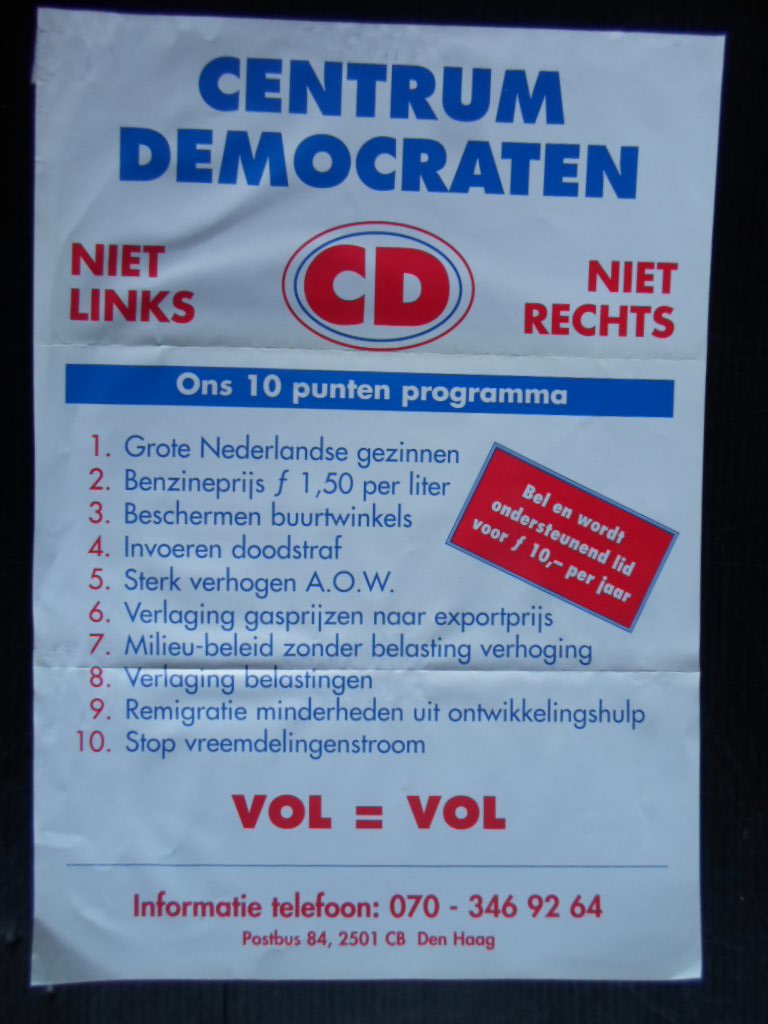 CENTRUM
DEMOCRATEN
NIET
LINKS
CD
NIET
RECHTS
Ons 10 punten programma
1. Grote Nederlandse gezinnen
2. Benzineprijs ƒ 1,50 per liter
3. Beschermen buurtwinkels
4. Invoeren doodstraf
5. Sterk verhogen A.O.W.
6. Verlaging gasprijzen naar exportprijs
7. Milieu-beleid zonder belasting verhoging
8. Verlaging belastingen
9. Remigratie minderheden uit ontwikkelingshulp
10. Stop vreemdelingenstroom
Bel en wordt
ondersteunend lid
voor ƒ 10,– per jaar
VOL = VOL
Informatie telefoon: 070 - 346 92 64
Postbus 84, 2501 CB Den Haag